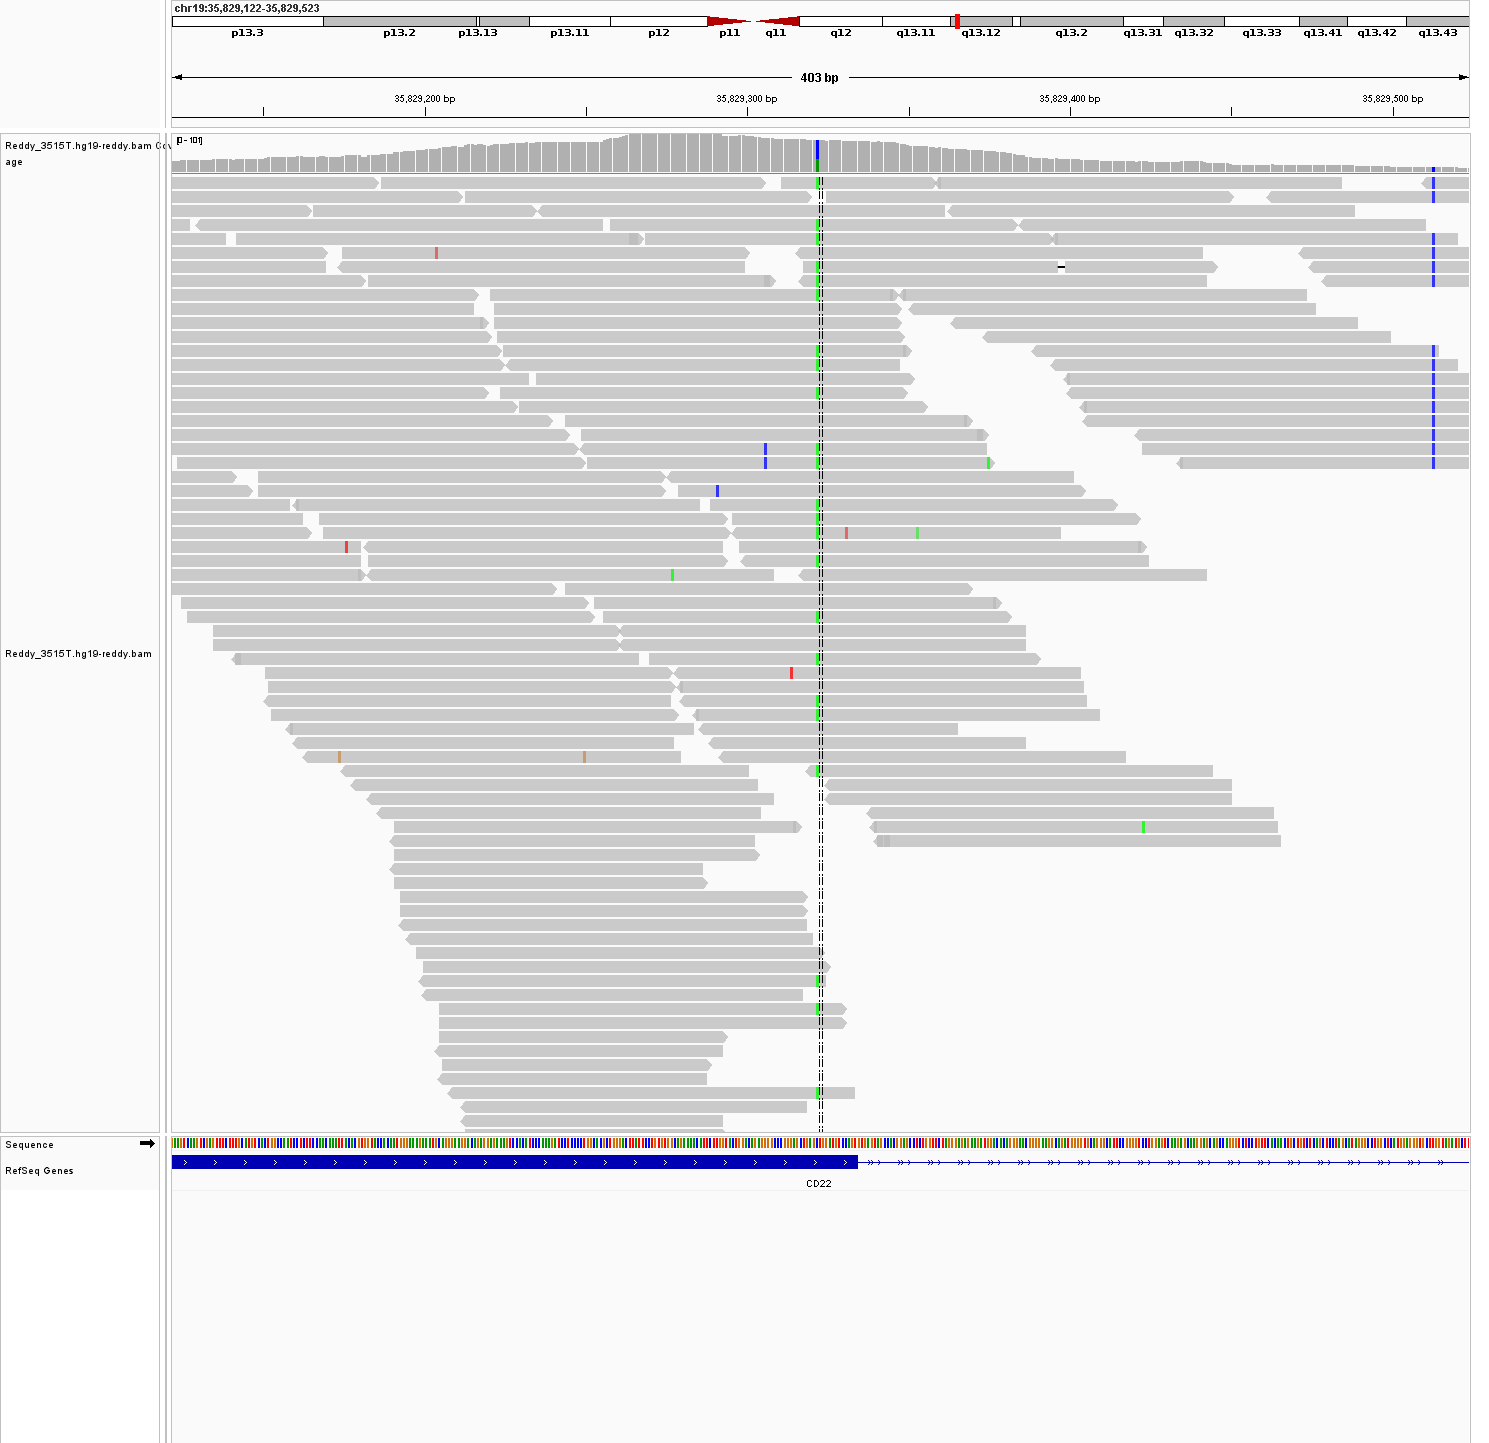 chr19:35,829,122-35,829,523
p13.3 p13.2 p13.13 p13.11 p12 p11 q11 q12 q13.11 q13.12 q13.2 q13.31 q13.32 q13.33 q13.41 q13.42 q13.43
403 bp
35,829,200 bp 35,829,300 bp 35,829,400 bp 35,829,500 bp
[0 - 101]
Reddy_3515T.hg19-reddy.bam Cov
age
Reddy_3515T.hg19-reddy.bam
Sequence
RefSeq Genes
CD22